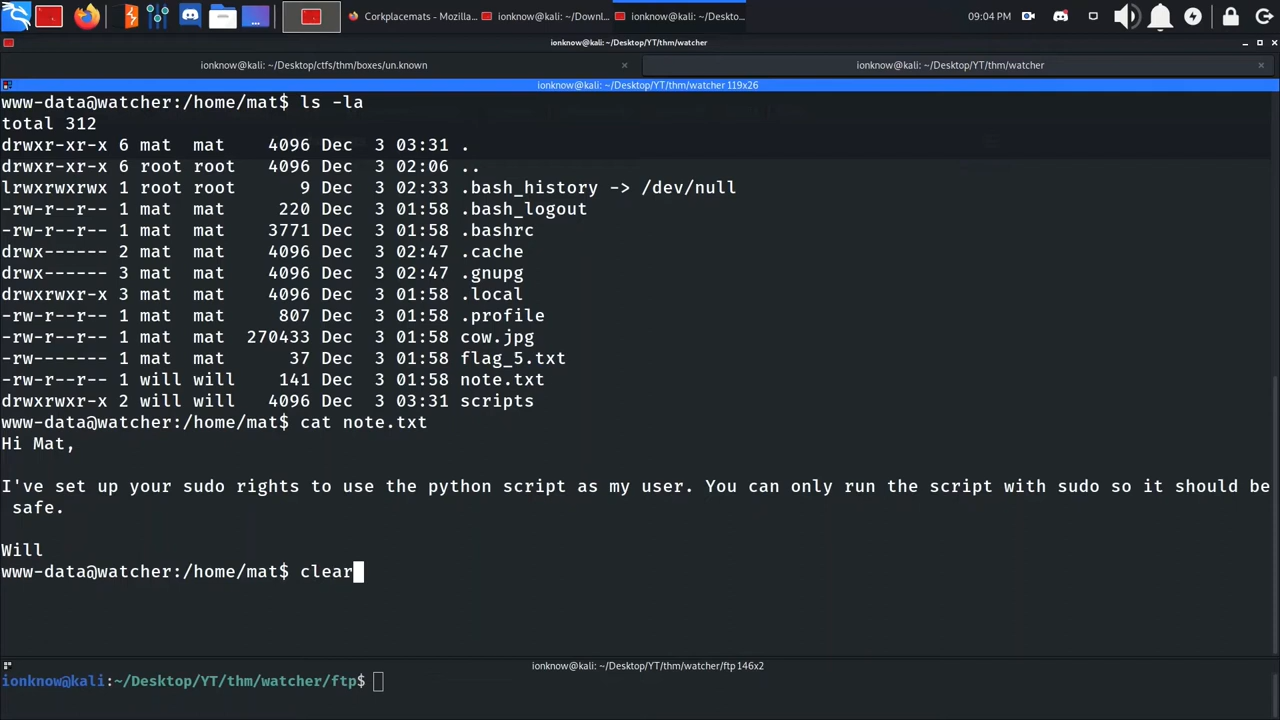 Corkplacemats - Mozilla...
ionknow@kali: ~/Downl...
ionknow@kali: ~/Deskto...
09:04 PM
ionknow@kali: ~/Desktop/YT/thm/watcher
ionknow@kali: ~/Desktop/ctfs/thm/boxes/un.known
ionknow@kali: ~/Desktop/YT/thm/watcher
ionknow@kali: ~/Desktop/YT/thm/watcher 119x26
www-data@watcher:/home/mat$ ls -la
total 312
drwxr-xr-x 6 mat  mat    4096 Dec  3 03:31 .
drwxr-xr-x 6 root root   4096 Dec  3 02:06 ..
lrwxrwxrwx 1 root root      9 Dec  3 02:33 .bash_history -> /dev/null
-rw-r--r-- 1 mat  mat     220 Dec  3 01:58 .bash_logout
-rw-r--r-- 1 mat  mat    3771 Dec  3 01:58 .bashrc
drwx------ 2 mat  mat    4096 Dec  3 02:47 .cache
drwx------ 3 mat  mat    4096 Dec  3 02:47 .gnupg
drwxrwxr-x 3 mat  mat    4096 Dec  3 01:58 .local
-rw-r--r-- 1 mat  mat     807 Dec  3 01:58 .profile
-rw-r--r-- 1 mat  mat  270433 Dec  3 01:58 cow.jpg
-rw------- 1 mat  mat      37 Dec  3 01:58 flag_5.txt
-rw-r--r-- 1 will will    141 Dec  3 01:58 note.txt
drwxrwxr-x 2 will will   4096 Dec  3 03:31 scripts
www-data@watcher:/home/mat$ cat note.txt
Hi Mat,
I've set up your sudo rights to use the python script as my user. You can only run the script with sudo so it should be
safe.
Will
www-data@watcher:/home/mat$ clear
ionknow@kali: ~/Desktop/YT/thm/watcher/ftp 146x2
ionknow@kali:~/Desktop/YT/thm/watcher/ftp$